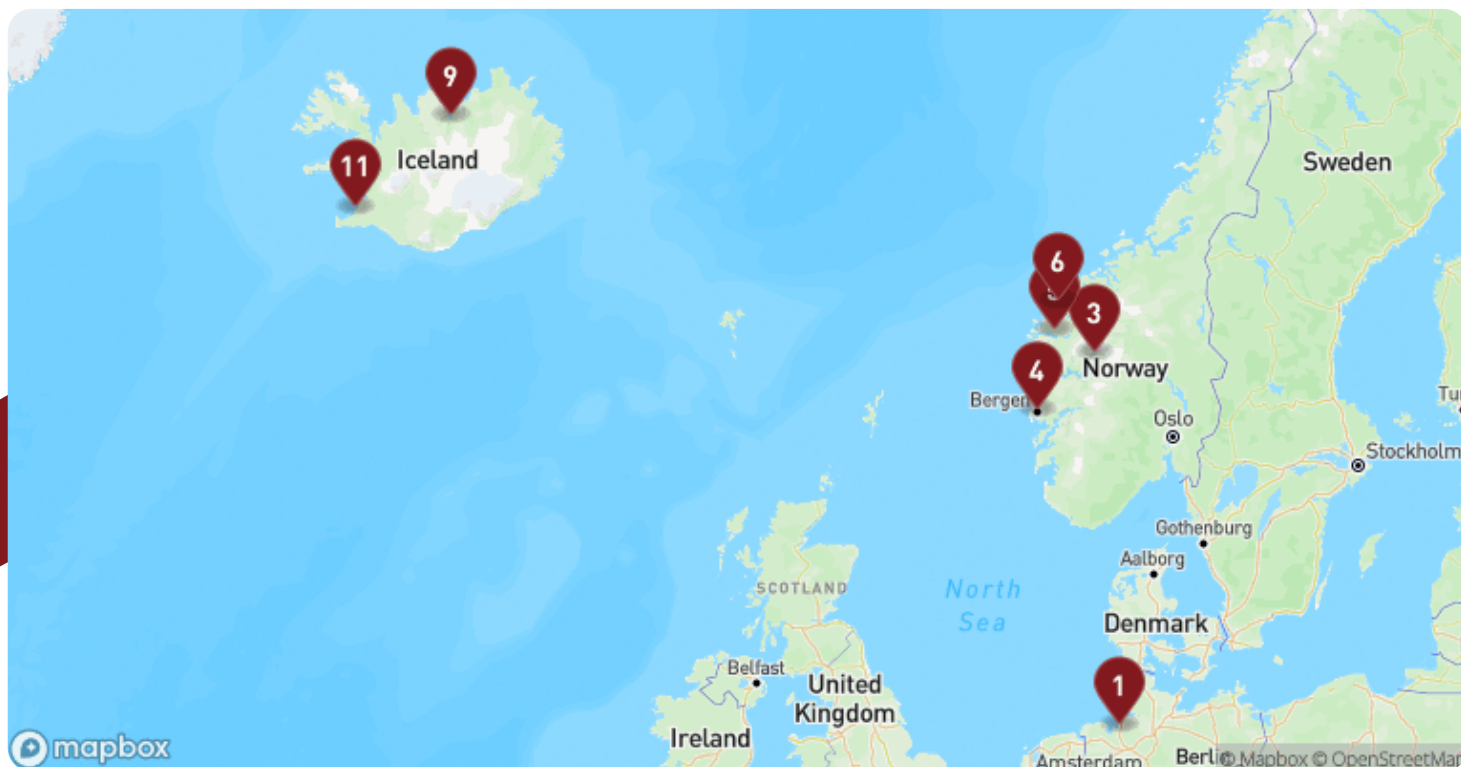 9
Iceland
11
Sweden
6
5
3
Norway
4
Bergen
Oslo
Stockholm
Gothenburg
Aalborg
SCOTLAND
North
Sea
Denmark
Belfast
United
Kingdom
1
Ireland
Amsterdam
mapbox
© Mapbox © OpenStreetMap